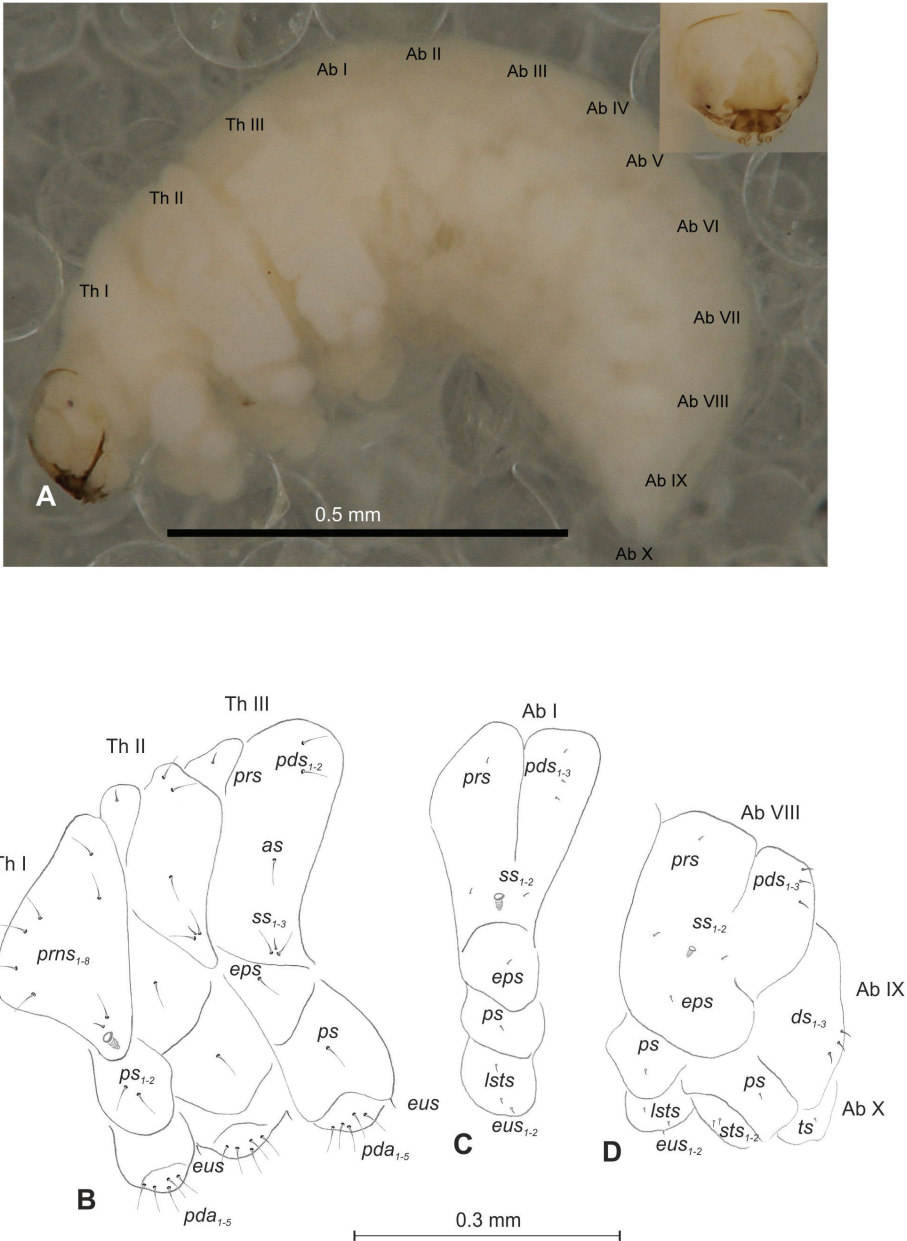 Ab II
Ab I
Ab III
Ab IV
Th III
Ab V
Th II
Ab VI
Th I
Ab VII
Ab VIII
Ab IX
A
0.5 mm
Ab X
Th III
Th II
Th I
prs
pds1-2
as
ss1-3
prns1-8
eps
ps1-2
ps
eus
eus
pda1-5
pda1-5
B
Ab I
prs
pds1-3
ss1-2
eps
ps
lsts
eus1-2
C
Ab VIII
prs
pds1-3
ss1-2
eps
Ab IX
ds1-3
ps
ps
lsts
sts1-2
ts
Ab X
eus1-2
D
0.3 mm